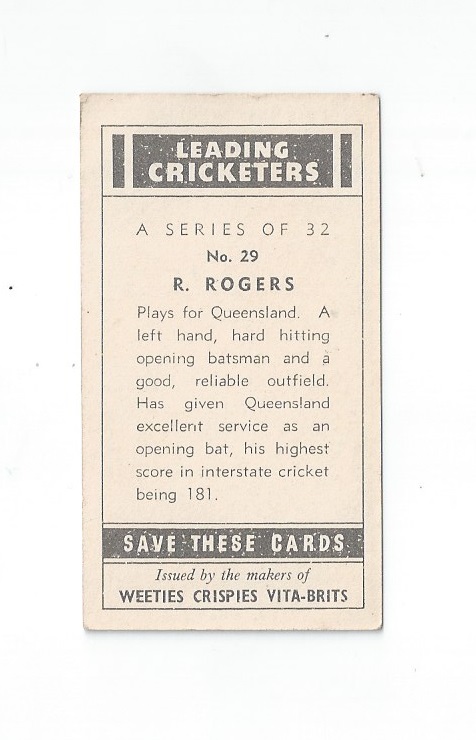 LEADING
CRICKETERS
A SERIES OF 32
No. 29
R. ROGERS
Plays for Queensland. A
left hand, hard hitting
opening batsman and a
good, reliable outfield.
Has given Queensland
excellent service as an
opening bat, his highest
score in interstate cricket
being 181.
SAVE THESE CARDS
Issued by the makers of
WEETIES CRISPIES VITA-BRITS